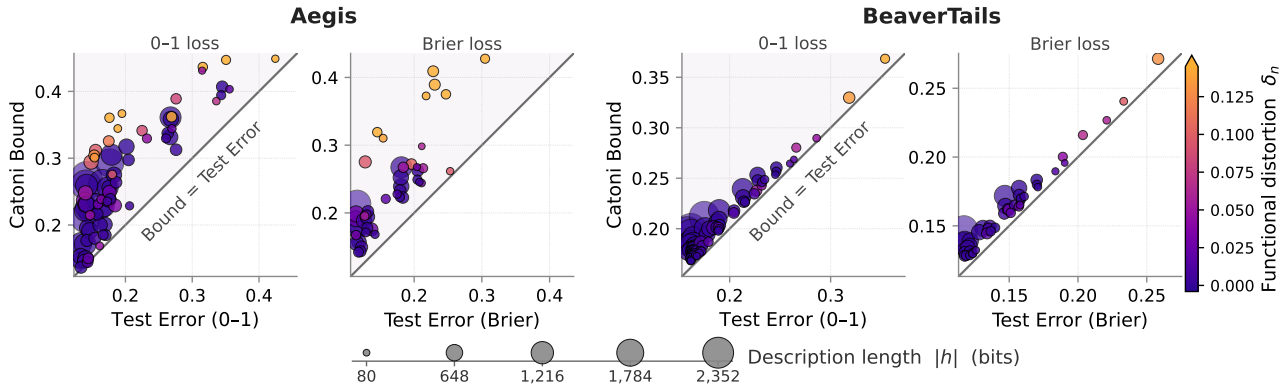 Aegis
BeaverTails
0–1 loss
Brier loss
0–1 loss
Brier loss
Catoni Bound
0.4
0.3
0.2
0.2
0.3
0.4
Test Error (0–1)
Bound = Test Error
0.4
0.3
0.2
0.2
0.3
0.4
Test Error (Brier)
Catoni Bound
0.35
0.30
0.25
0.20
0.2
0.3
Test Error (0–1)
Bound = Test Error
0.25
0.20
0.15
0.15
0.20
0.25
Test Error (Brier)
0.125
0.100
0.075
0.050
0.025
0.000
Functional distortion δn
80
648
1,216
1,784
2,352
Description length |h| (bits)